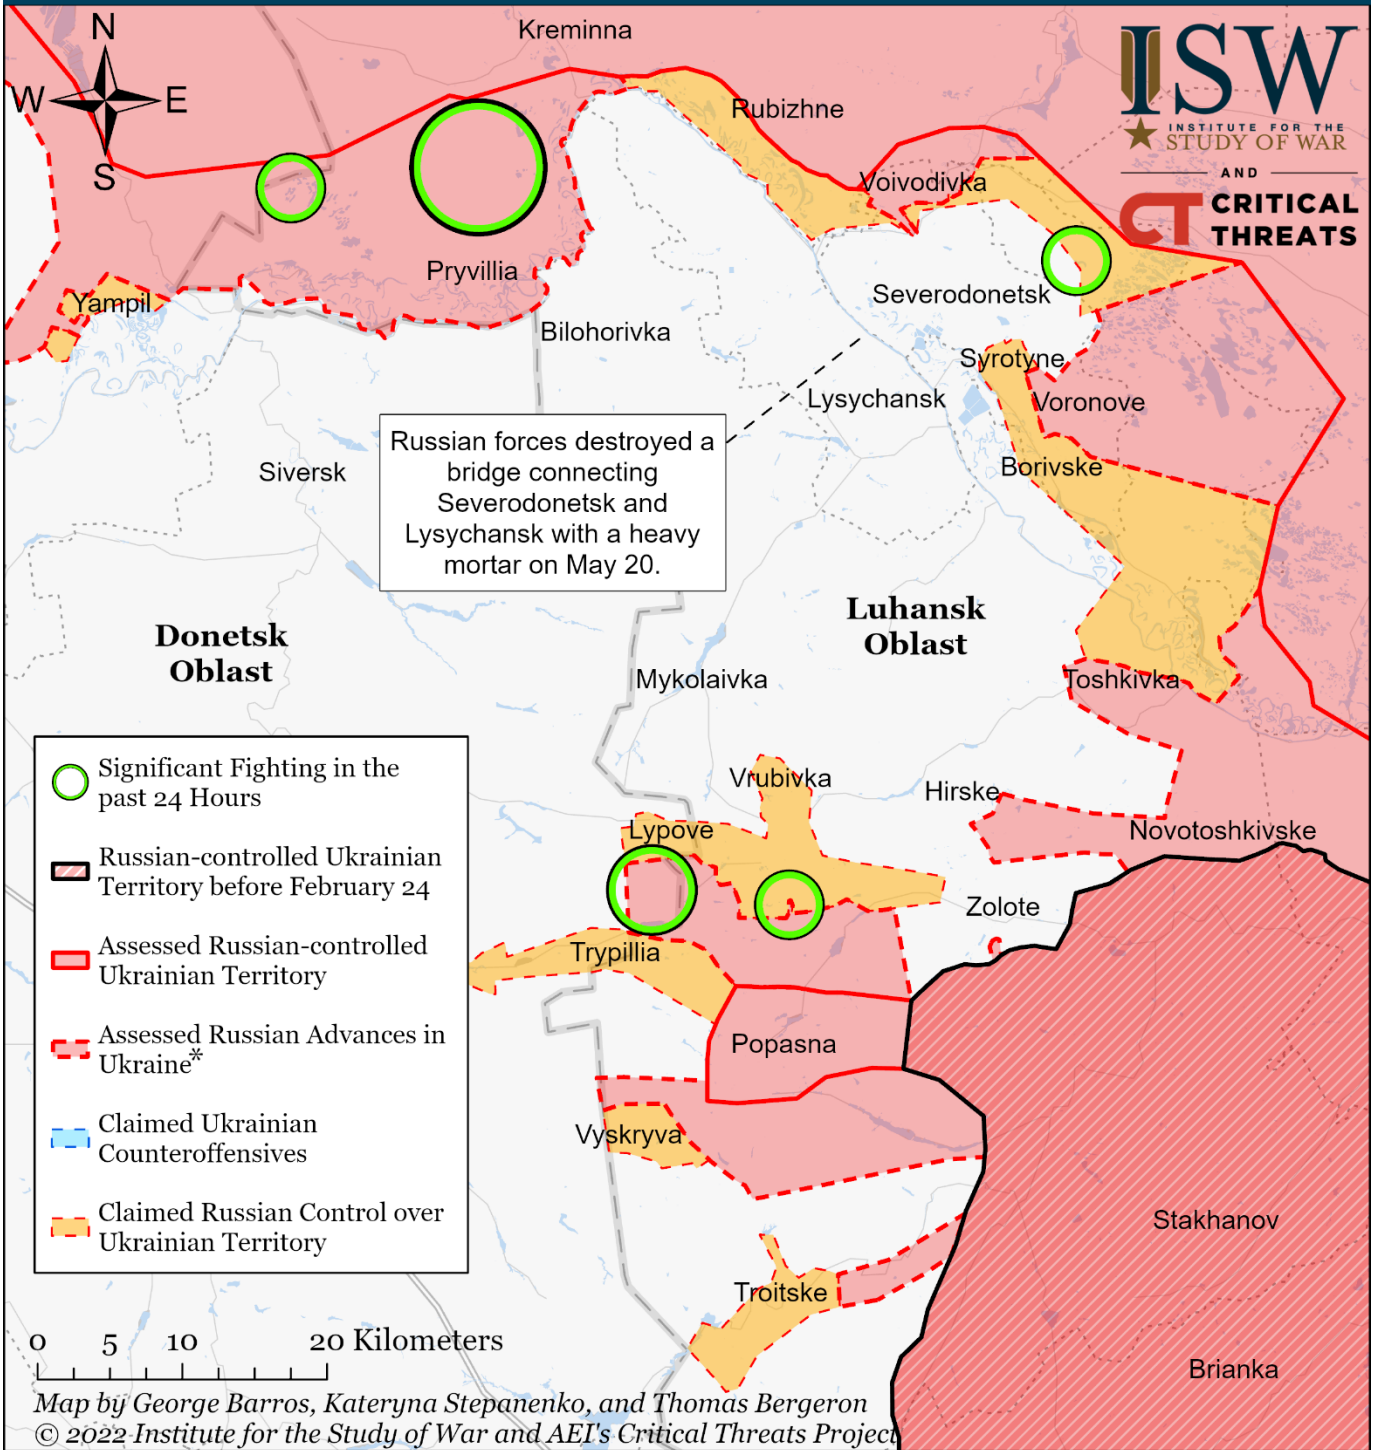 N
W
E
S
Kreminna
ISW
INSTITUTE FOR THE
STUDY OF WAR
AND
CT CRITICAL
THREATS
Rubizhne
Voivodivka
Pryvillia
Yampil
Severodonetsk
Bilohorivka
Syrotyne
Lysychansk
Voronove
Russian forces destroyed a
bridge connecting
Severodonetsk and
Lysychansk with a heavy
mortar on May 20.
Siversk
Borivske
Donetsk
Oblast
Luhansk
Oblast
Mykolaivka
Toshkivka
Vrubivka
Hirske
Lypove
Novotoshkivske
Zolote
Trypillia
Popasna
Vyskryva
Stakhanov
Troitske
Brianka
Significant Fighting in the
past 24 Hours
Russian-controlled Ukrainian
Territory before February 24
Assessed Russian-controlled
Ukrainian Territory
Assessed Russian Advances in
Ukraine*
Claimed Ukrainian
Counteroffensives
Claimed Russian Control over
Ukrainian Territory
0 5 10 20 Kilometers
Map by George Barros, Kateryna Stepanenko, and Thomas Bergeron
© 2022 Institute for the Study of War and AEI's Critical Threats Project